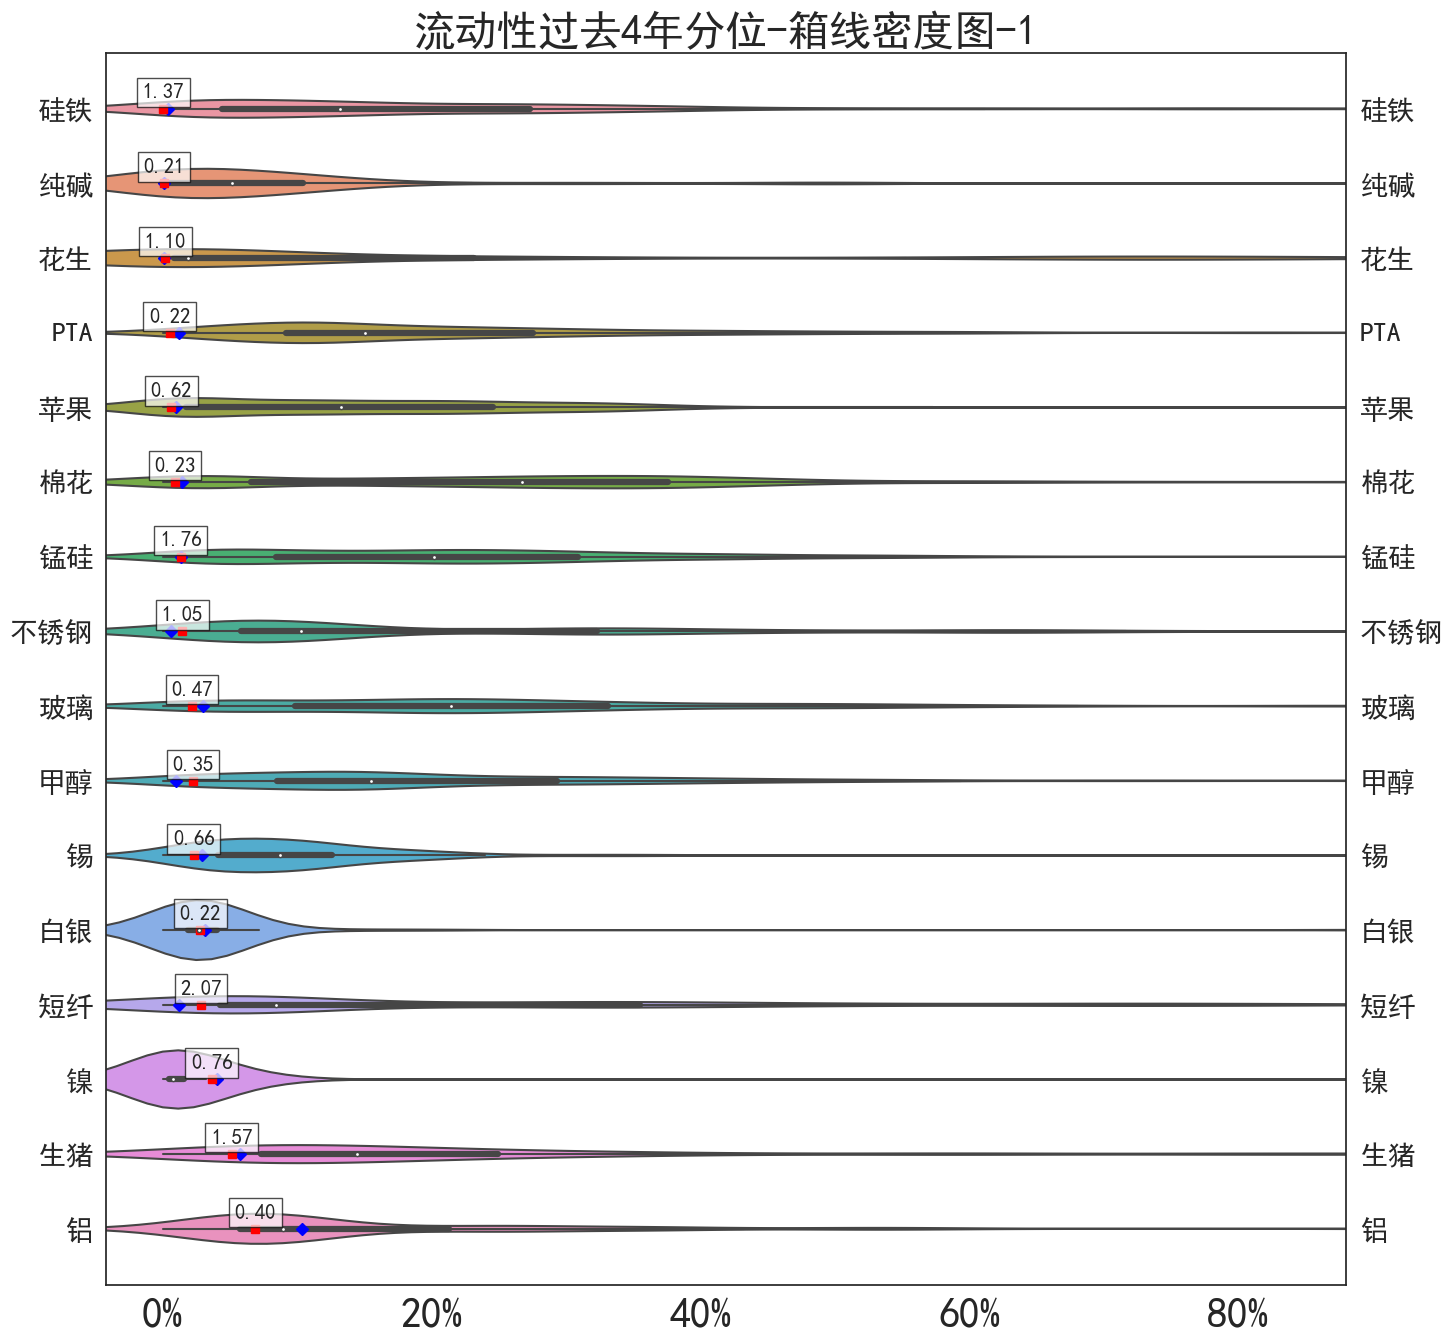 流动性过去4年分位-箱线密度图-1
硅铁 1.37 硅铁
纯碱 0.21 纯碱
花生 1.10 花生
PTA 0.22 PTA
苹果 0.62 苹果
棉花 0.23 棉花
锰硅 1.76 锰硅
不锈钢 1.05 不锈钢
玻璃 0.47 玻璃
甲醇 0.35 甲醇
锡 0.66 锡
白银 0.22 白银
短纤 2.07 短纤
镍 0.76 镍
生猪 1.57 生猪
铝 0.40 铝
0% 20% 40% 60% 80%